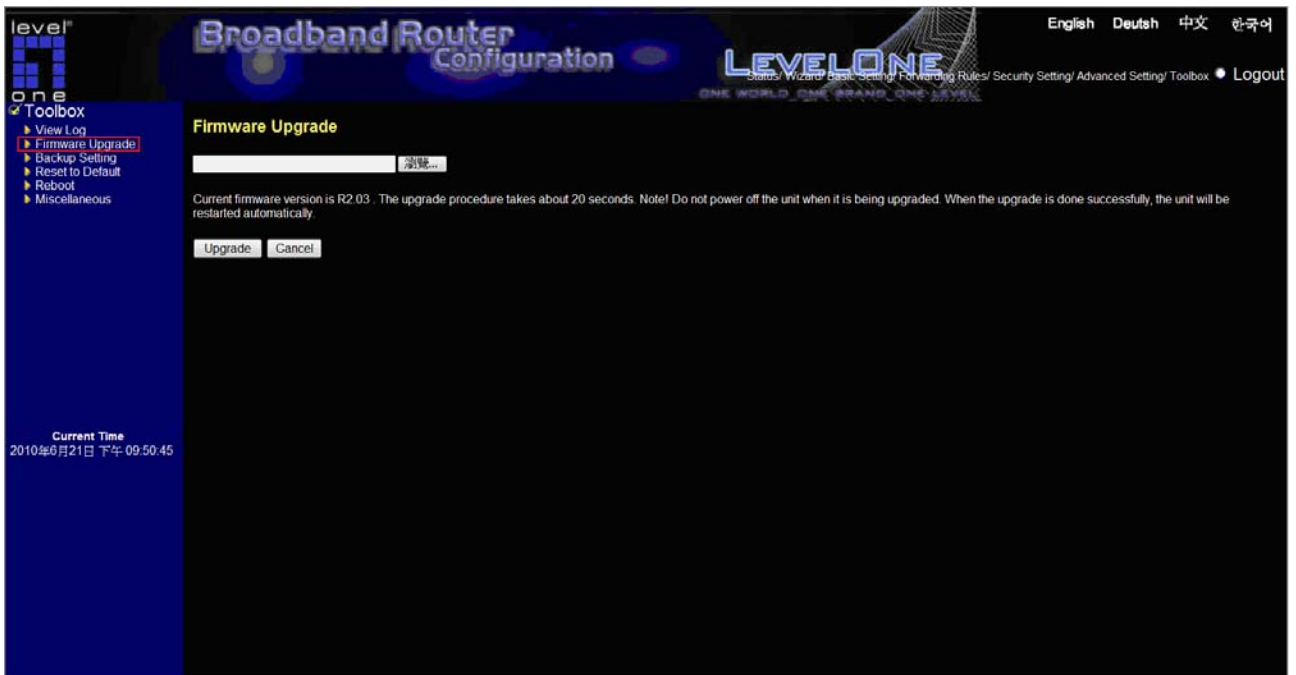 level
one
Broadband Router
Configuration
LEVELONE
ONE WORLD_ONE BRAND_ONE LEVEL
English Deutsh 中文 한국어
Status/ Wizard/ Basic Setting/ Forwarding Rules/ Security Setting/ Advanced Setting/ Toolbox Logout
Toolbox
View Log
Firmware Upgrade
Backup Setting
Reset to Default
Reboot
Miscellaneous
Current Time
2010年6月21日 下午 09:50:45
Firmware Upgrade
瀏覽...
Current firmware version is R2.03 . The upgrade procedure takes about 20 seconds. Note! Do not power off the unit when it is being upgraded. When the upgrade is done successfully, the unit will be
restarted automatically.
Upgrade Cancel